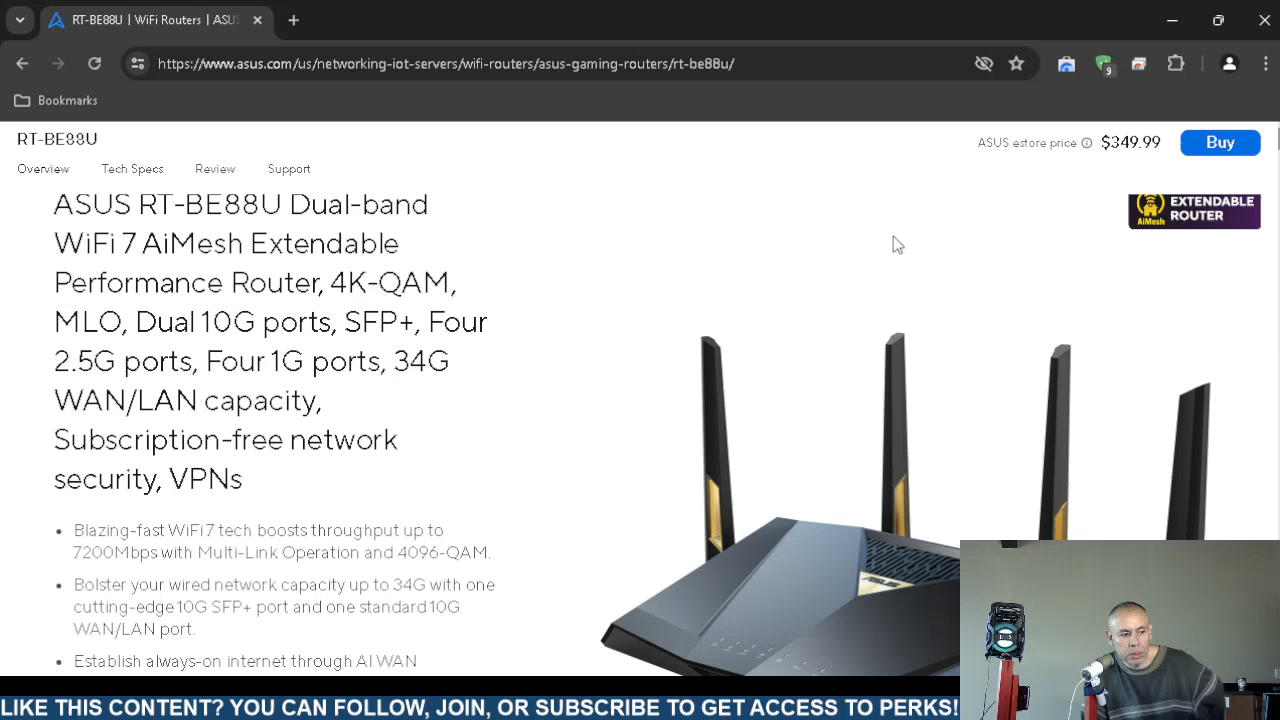 RT-BE88U | WiFi Routers | ASUS
https://www.asus.com/us/networking-iot-servers/wifi-routers/asus-gaming-routers/rt-be88u/
9
Bookmarks
RT-BE88U
ASUS estore price $349.99 Buy
Overview Tech Specs Review Support
ASUS RT-BE88U Dual-band
WiFi 7 AiMesh Extendable
Performance Router, 4K-QAM,
MLO, Dual 10G ports, SFP+, Four
2.5G ports, Four 1G ports, 34G
WAN/LAN capacity,
Subscription-free network
security, VPNs
AiMesh
EXTENDABLE
ROUTER
• Blazing-fast WiFi 7 tech boosts throughput up to
7200Mbps with Multi-Link Operation and 4096-QAM.
• Bolster your wired network capacity up to 34G with one
cutting-edge 10G SFP+ port and one standard 10G
WAN/LAN port.
• Establish always-on internet through AI WAN
ASUS
LIKE THIS CONTENT? YOU CAN FOLLOW, JOIN, OR SUBSCRIBE TO GET ACCESS TO PERKS!